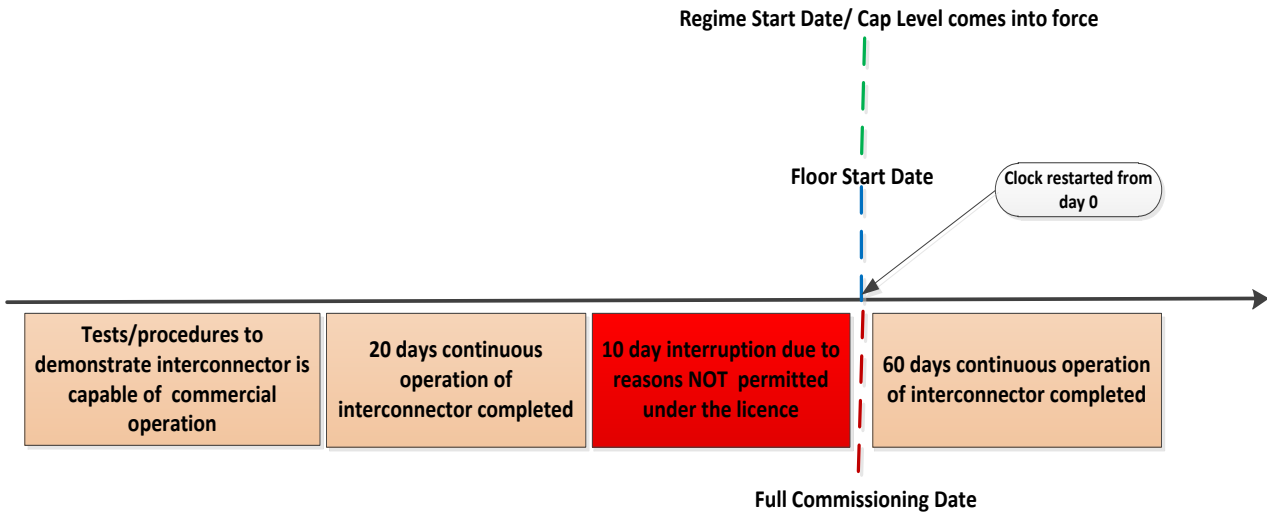 Regime Start Date/ Cap Level comes into force
Floor Start Date
Clock restarted from
day 0
Tests/procedures to
demonstrate interconnector is
capable of commercial
operation
20 days continuous
operation of
interconnector completed
10 day interruption due to
reasons NOT permitted
under the licence
60 days continuous operation
of interconnector completed
Full Commissioning Date